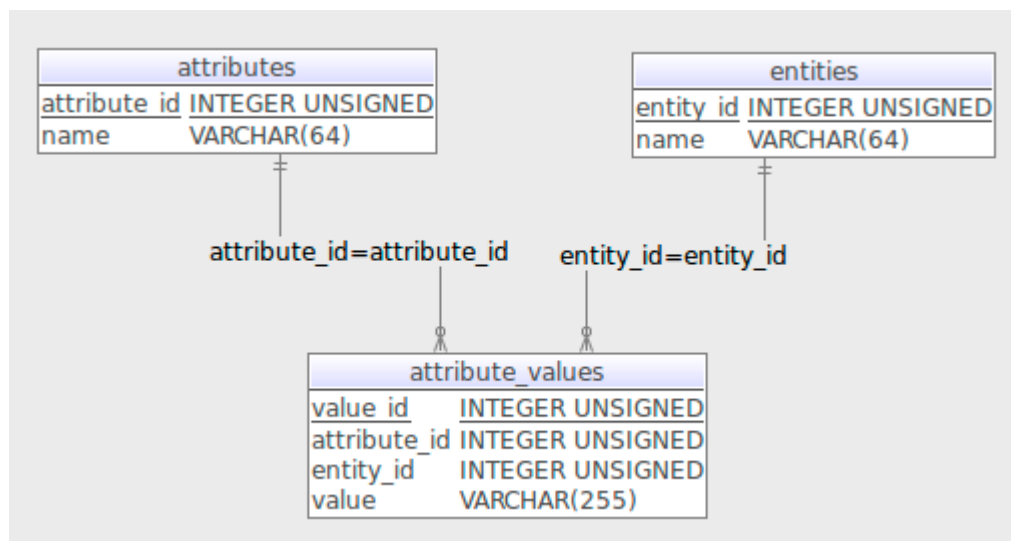 attributes
attribute_id INTEGER UNSIGNED
name VARCHAR(64)
entities
entity_id INTEGER UNSIGNED
name VARCHAR(64)
attribute_id=attribute_id
entity_id=entity_id
attribute_values
value_id INTEGER UNSIGNED
attribute_id INTEGER UNSIGNED
entity_id INTEGER UNSIGNED
value VARCHAR(255)